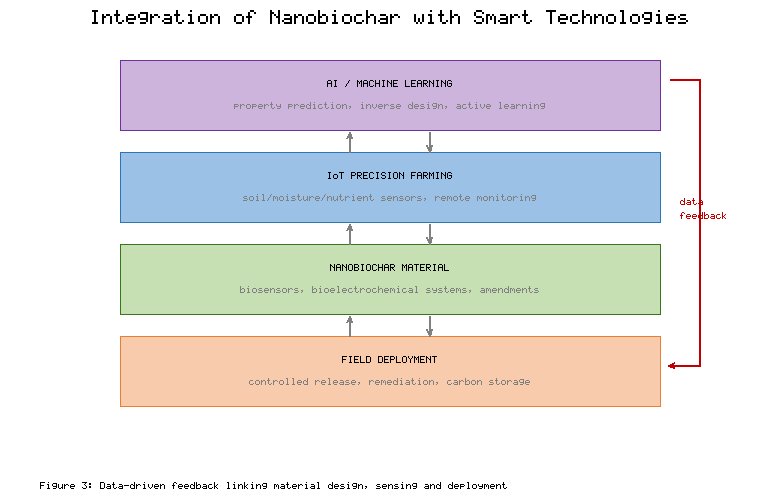 Integration of Nanobiochar with Smart Technologies
AI / MACHINE LEARNING
property prediction, inverse design, active learning
IoT PRECISION FARMING
soil/moisture/nutrient sensors, remote monitoring
data
feedback
NANOBIOCHAR MATERIAL
biosensors, bioelectrochemical systems, amendments
FIELD DEPLOYMENT
controlled release, remediation, carbon storage
Figure 3: Data-driven feedback linking material design, sensing and deployment